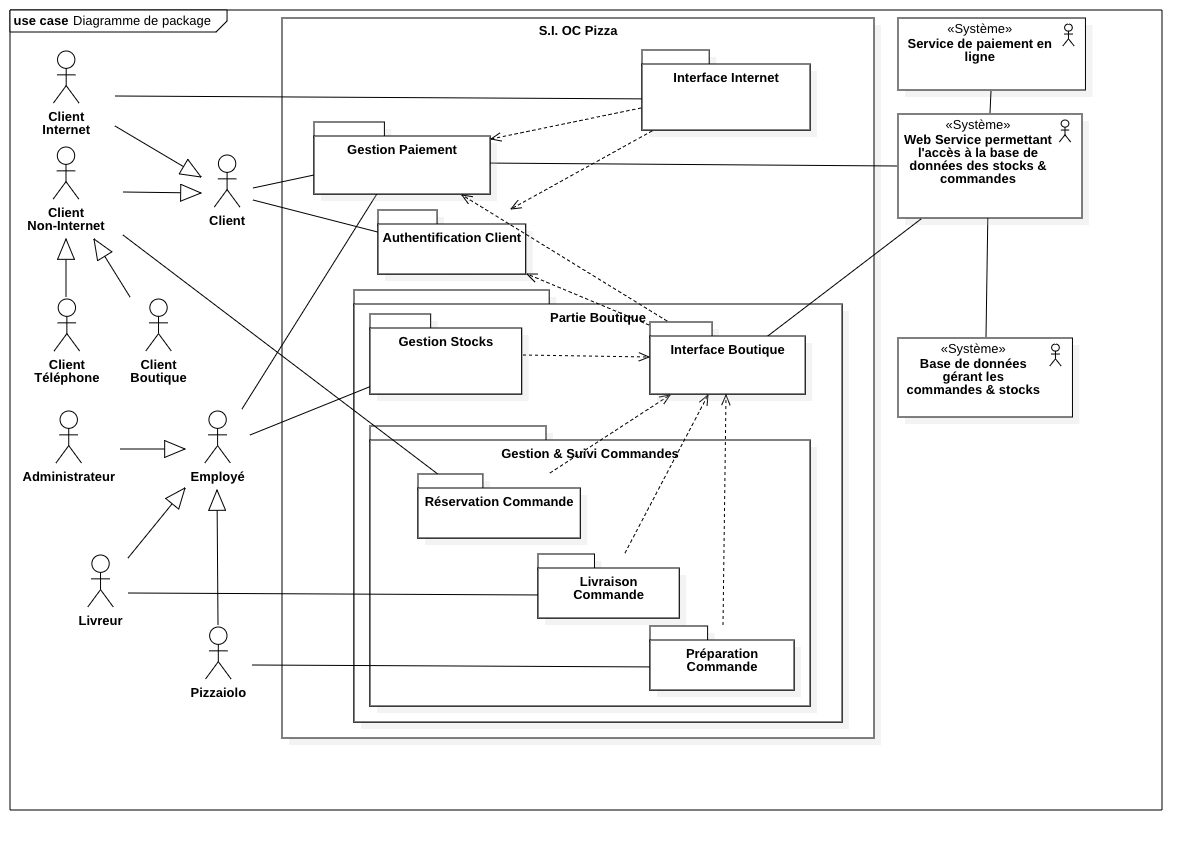 use case Diagramme de package
S.I. OC Pizza
«Système»
Service de paiement en
ligne
Interface Internet
Client
Internet
«Système»
Web Service permettant
l'accès à la base de
données des stocks &
commandes
Gestion Paiement
Client
Non-Internet
Client
Authentification Client
Partie Boutique
Gestion Stocks
Interface Boutique
«Système»
Base de données
gérant les
commandes & stocks
Client
Téléphone
Client
Boutique
Gestion & Suivi Commandes
Administrateur
Employé
Réservation Commande
Livraison
Commande
Livreur
Préparation
Commande
Pizzaiolo